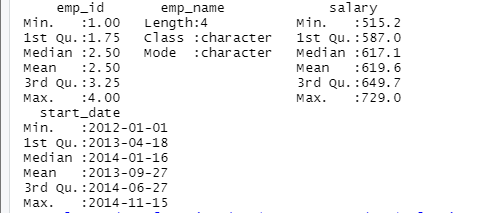 emp_id emp_name salary
Min. :1.00 Length:4 Min. :515.2
1st Qu.:1.75 Class :character 1st Qu.:587.0
Median :2.50 Mode :character Median :617.1
Mean :2.50 Mean :619.6
3rd Qu.:3.25 3rd Qu.:649.7
Max. :4.00 Max. :729.0
start_date
Min. :2012-01-01
1st Qu.:2013-04-18
Median :2014-01-16
Mean :2013-09-27
3rd Qu.:2014-06-27
Max. :2014-11-15